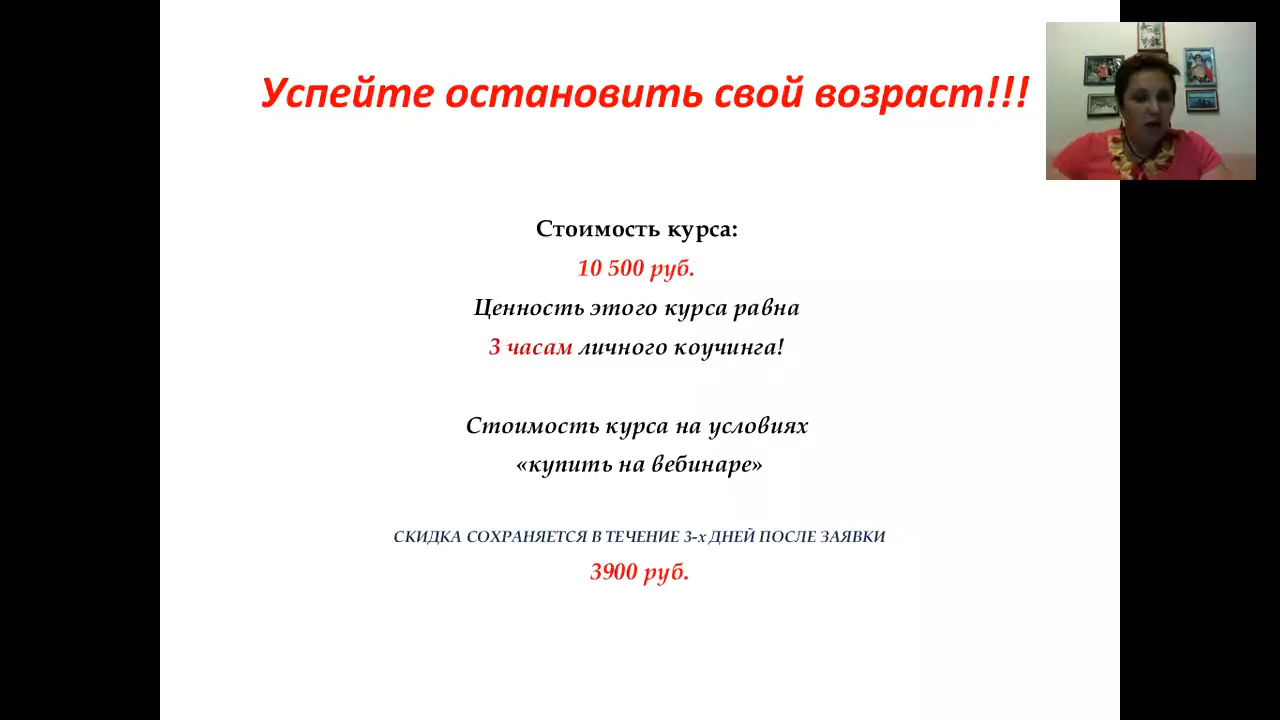 Успейте остановить свой возраст!!!
Стоимость курса:
10 500 руб.
Ценность этого курса равна
3 часам личного коучинга!
Стоимость курса на условиях
«купить на вебинаре»
СКИДКА СОХРАНЯЕТСЯ В ТЕЧЕНИЕ 3-х ДНЕЙ ПОСЛЕ ЗАЯВКИ
3900 руб.